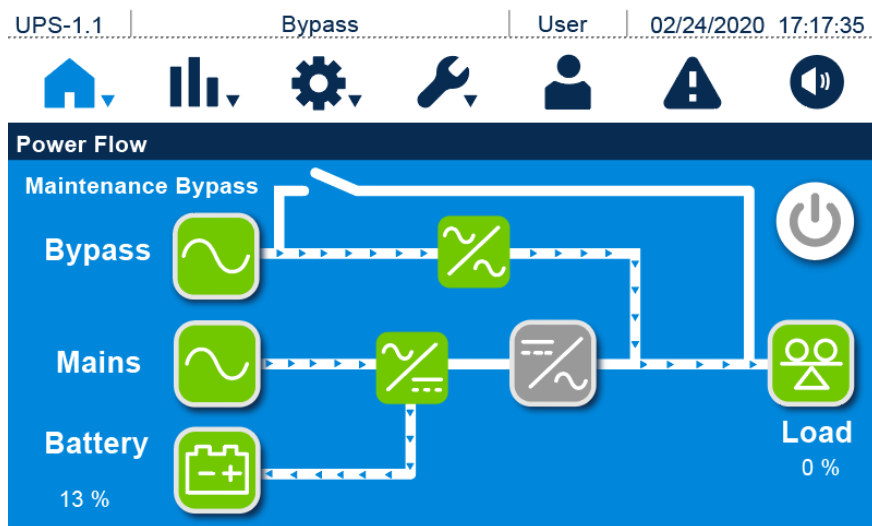 UPS-1.1 Bypass User 02/24/2020 17:17:35
Power Flow
Maintenance Bypass
Bypass
Mains
Battery
13 %
Load
0 %